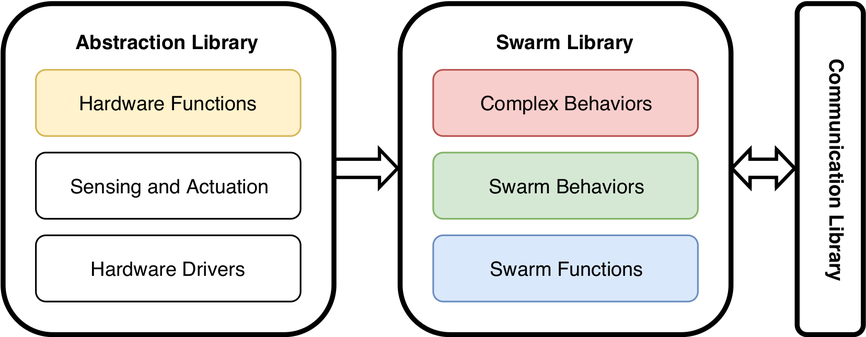 Abstraction Library
Hardware Functions
Sensing and Actuation
Hardware Drivers
Swarm Library
Complex Behaviors
Swarm Behaviors
Swarm Functions
Communication Library